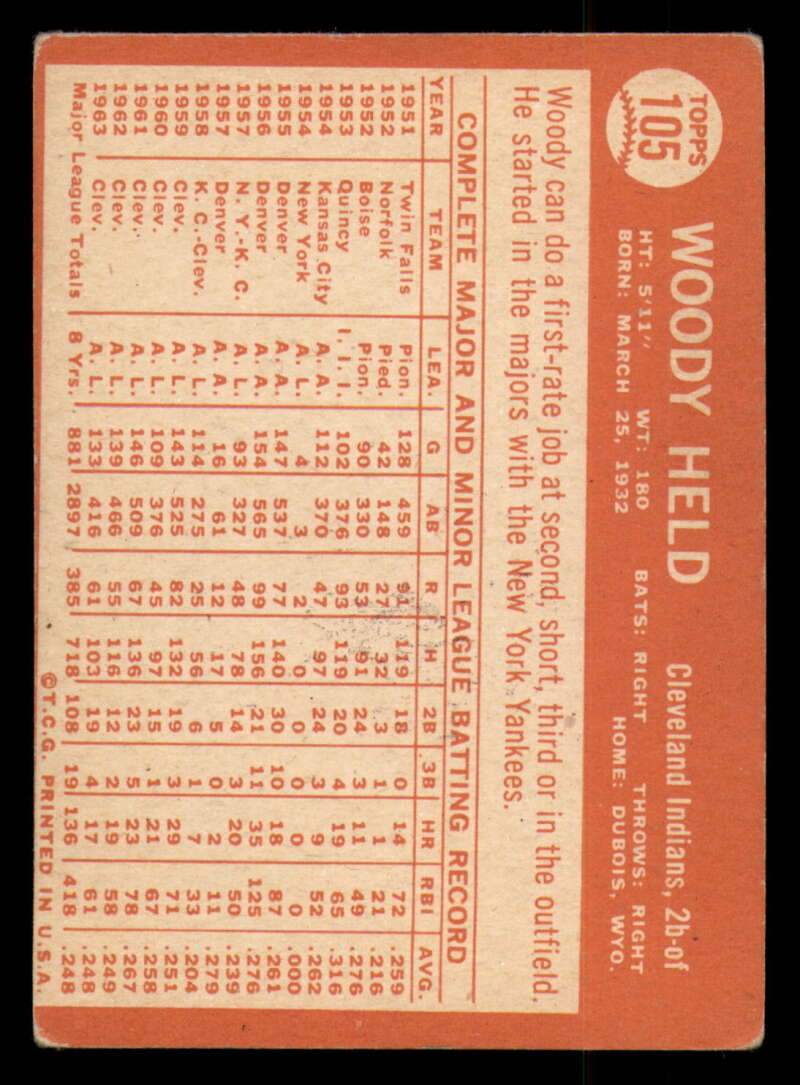 TOPPS
105
WOODY HELD Cleveland Indians, 2b-of
HT: 5'11" WT: 180 BATS: RIGHT THROWS: RIGHT
BORN: MARCH 25, 1932 HOME: DUBOIS, WYO.
Woody can do a first-rate job at second, short, third or in the outfield.
He started in the majors with the New York Yankees.
COMPLETE MAJOR AND MINOR LEAGUE BATTING RECORD
YEAR TEAM LEA. G AB R H 2B 3B HR RBI AVG.
1951 Twin Falls Pion. 128 459 119 18 0 14 72 .259
1952 Norfolk Pied. 42 148 27 32 3 1 1 21 .216
1952 Boise Pion. 90 330 53 91 24 3 11 49 .276
1953 Quincy I. I. I. 102 376 93 119 20 4 19 65 .316
1954 Kansas City A. A. 112 370 47 97 24 3 9 52 .262
1954 New York A. L. 4 3 2 0 0 0 0 0 .000
1955 Denver A. A. 147 537 77 140 30 10 18 87 .261
1956 Denver A. A. 154 565 99 156 21 11 35 125 .276
1957 N. Y.-K. C. A. L. 93 327 48 78 14 3 20 50 .239
1957 Denver A. A. 16 61 12 17 5 0 2 11 .279
1958 K. C.-Clev. A. L. 114 275 25 56 6 1 7 33 .204
1959 Clev. A. L. 143 525 82 132 19 3 29 71 .251
1960 Clev. A. L. 109 376 45 97 15 1 21 67 .258
1961 Clev. A. L. 146 509 67 136 23 5 23 78 .267
1962 Clev. A. L. 139 466 55 116 12 2 19 58 .249
1963 Clev. A. L. 133 416 61 103 19 4 17 61 .248
Major League Totals 8 Yrs. 881 2897 385 718 108 19 136 418 .248
©T.C.G. PRINTED IN U.S.A.